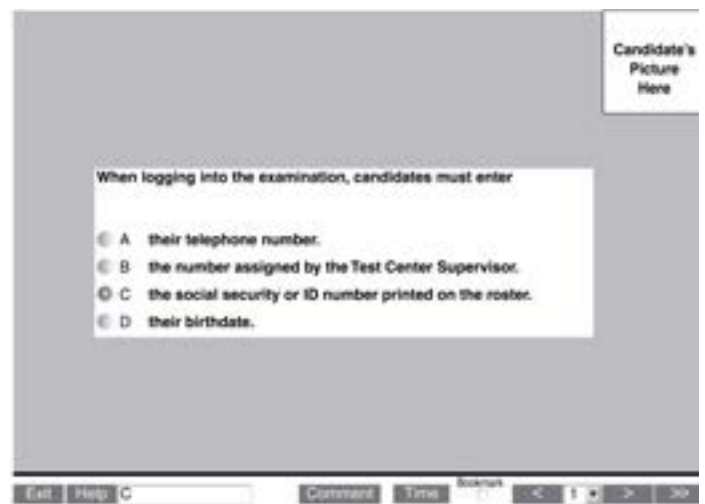 Candidate's
Picture
Here
When logging into the examination, candidates must enter
A their telephone number.
B the number assigned by the Test Center Supervisor.
C the social security or ID number printed on the roster.
D their birthdate.
Bookmark
Exit Help C Comment Time < 1 > >>